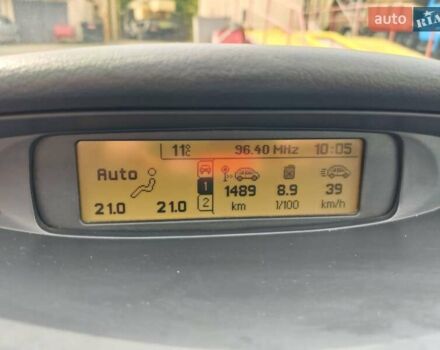 auto RIA
11°C 96.40 MHz 10:05
Auto
1
1489 8.9 39
21.0 21.0 2 km 1/100 km/h